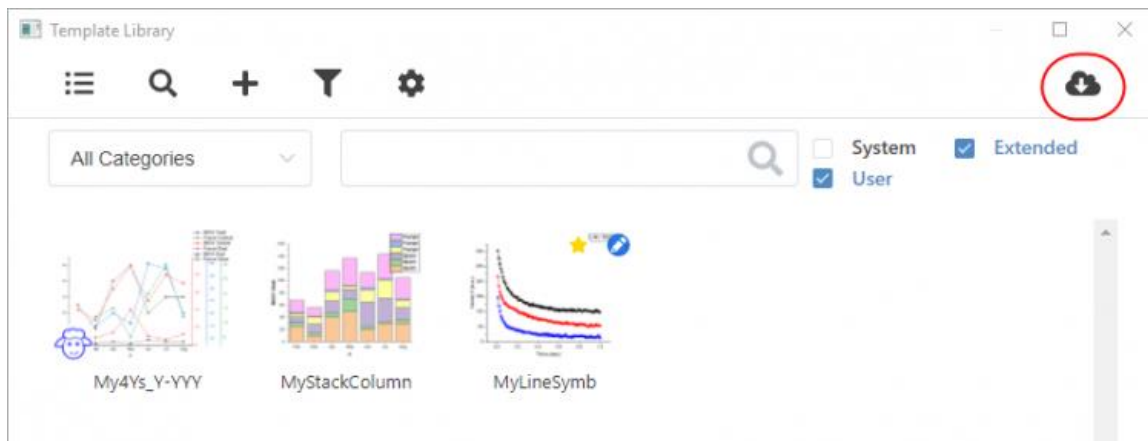 Template Library
All Categories
System
Extended
User
My4Ys_Y-YYY
MyStackColumn
MyLineSymb